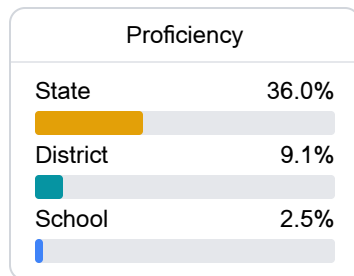 Proficiency
State 36.0%
District 9.1%
School 2.5%